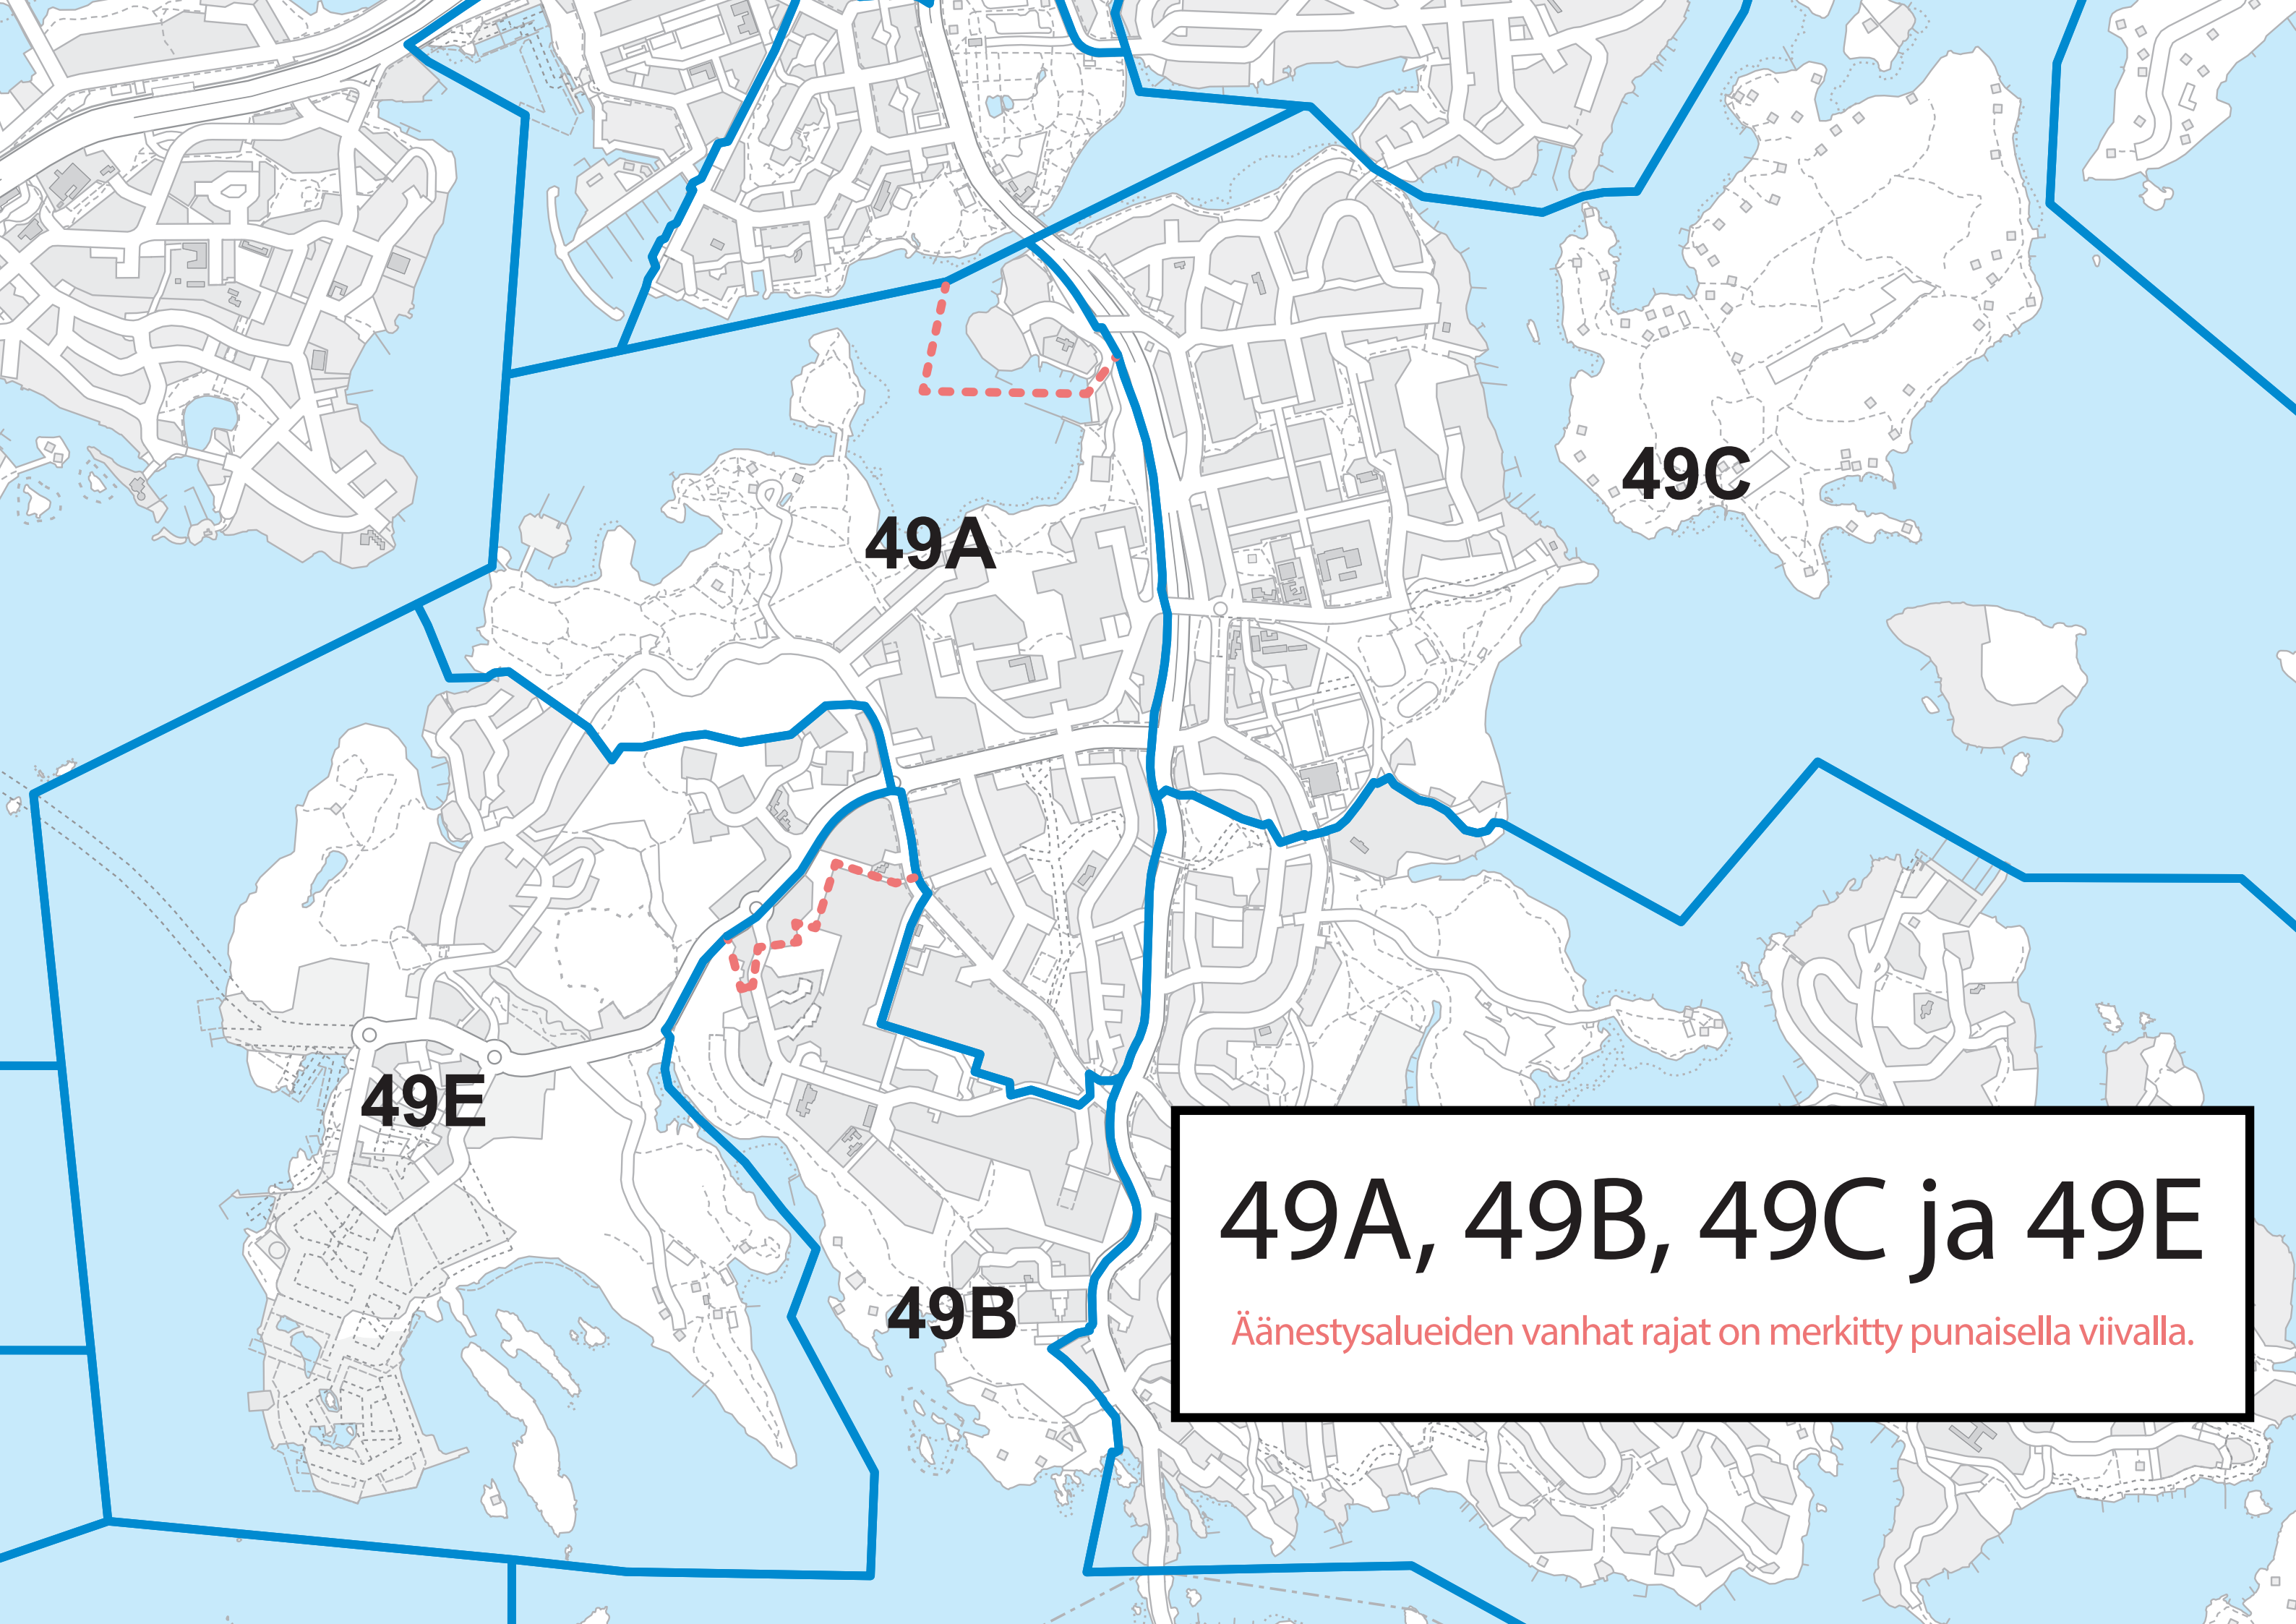 49C
49A
49E
49B
49A, 49B, 49C ja 49E
Äänestysalueiden vanhat rajat on merkitty punaisella viivalla.